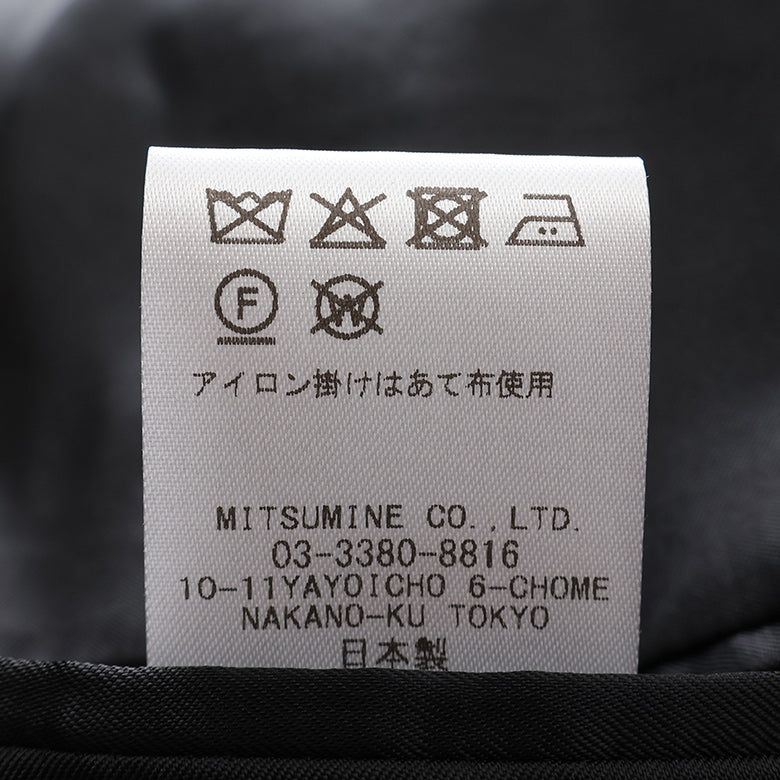 F W
アイロン掛けはあて布使用
MITSUMINE CO.,LTD.
03-3380-8816
10-11YAYOICHO 6-CHOME
NAKANO-KU TOKYO
日本製